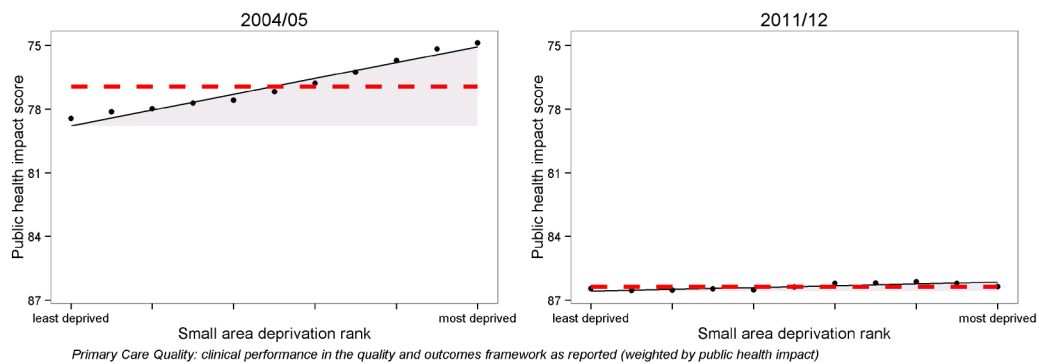 2004/05
Public health impact score
75
78
81
84
87
least deprived
most deprived
Small area deprivation rank
2011/12
Public health impact score
75
78
81
84
87
least deprived
most deprived
Small area deprivation rank
Primary Care Quality: clinical performance in the quality and outcomes framework as reported (weighted by public health impact)